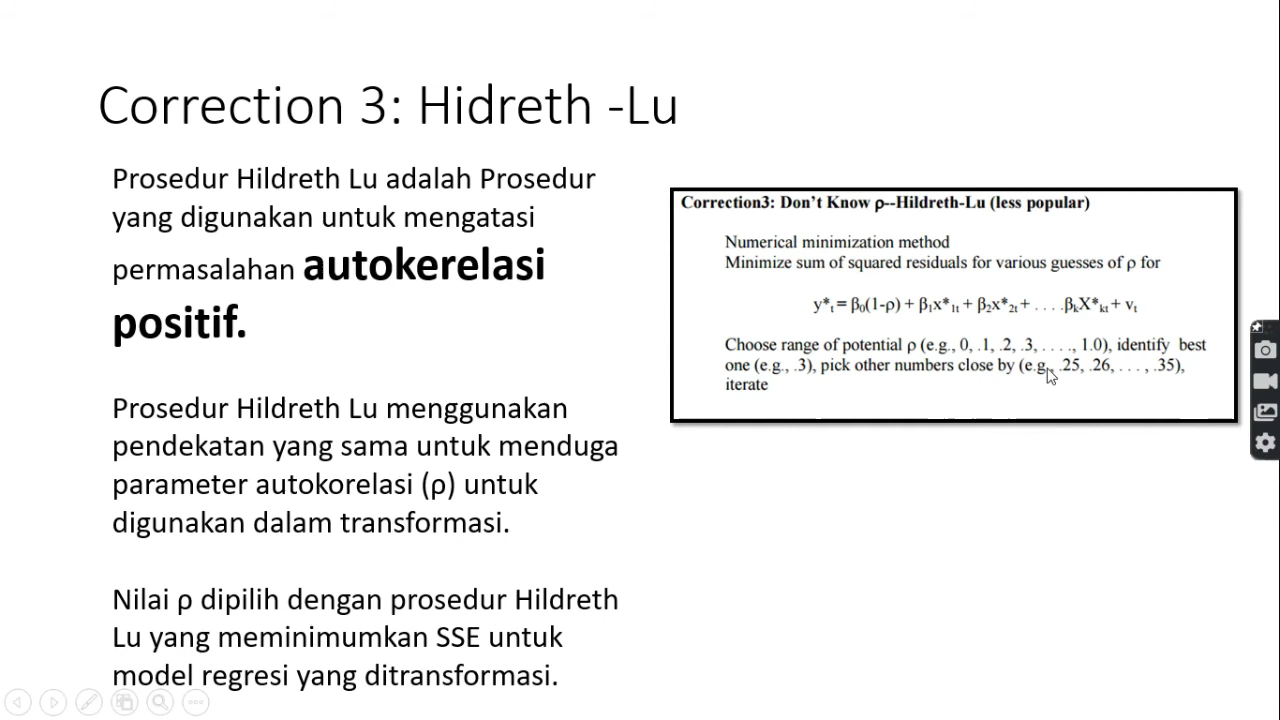 Correction 3: Hidreth -Lu
Prosedur Hildreth Lu adalah Prosedur
yang digunakan untuk mengatasi
permasalahan autokerelasi
positif.
Prosedur Hildreth Lu menggunakan
pendekatan yang sama untuk menduga
parameter autokorelasi (ρ) untuk
digunakan dalam transformasi.
Nilai ρ dipilih dengan prosedur Hildreth
Lu yang meminimumkan SSE untuk
model regresi yang ditransformasi.
Correction3: Don't Know ρ--Hildreth-Lu (less popular)
Numerical minimization method
Minimize sum of squared residuals for various guesses of ρ for
y*ₜ = β₀(1-ρ) + β₁x*₁ₜ + β₂x*₂ₜ + . . . .βₖX*ₖₜ + vₜ
Choose range of potential ρ (e.g., 0, .1, .2, .3, . . . ., 1.0), identify best
one (e.g., .3), pick other numbers close by (e.g., .25, .26, . . . , .35),
iterate